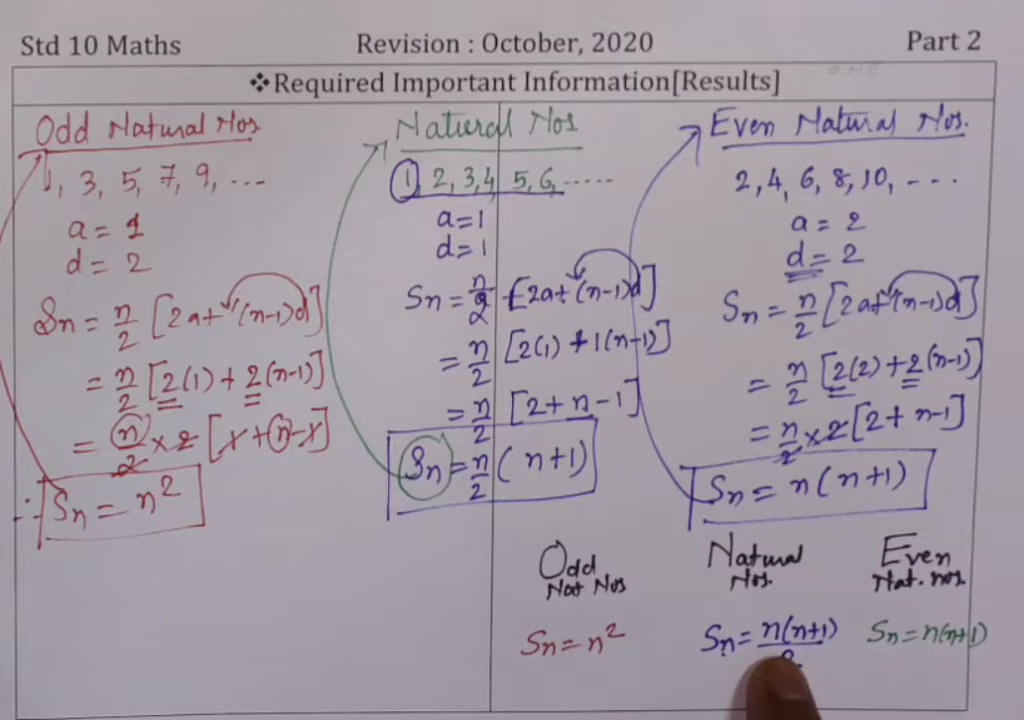 Std 10 Maths
Revision : October, 2020
Part 2
❖Required Important Information[Results]
Odd Natural Nos
1, 3, 5, 7, 9, ...
a = 1
d = 2
Sn = n/2 [2a+(n-1)d]
= n/2 [2(1) + 2(n-1)]
= n/2 × 2 [1+n-1]
∴ Sn = n²
Natural Nos
1, 2, 3, 4, 5, 6, .....
a=1
d=1
Sn = n/2 [2a+(n-1)d]
= n/2 [2(1) + 1(n-1)]
= n/2 [2+n-1]
Sn = n/2 (n+1)
Even Natural Nos.
2, 4, 6, 8, 10, ---
a = 2
d = 2
Sn = n/2 [2a+(n-1)d]
= n/2 [2(2) + 2(n-1)]
= n/2 × 2 [2+n-1]
Sn = n(n+1)
Odd
Nat Nos
Sn = n²
Natural
Nos.
Sn = n(n+1)/2
Even
Nat. nos.
Sn = n(n+1)